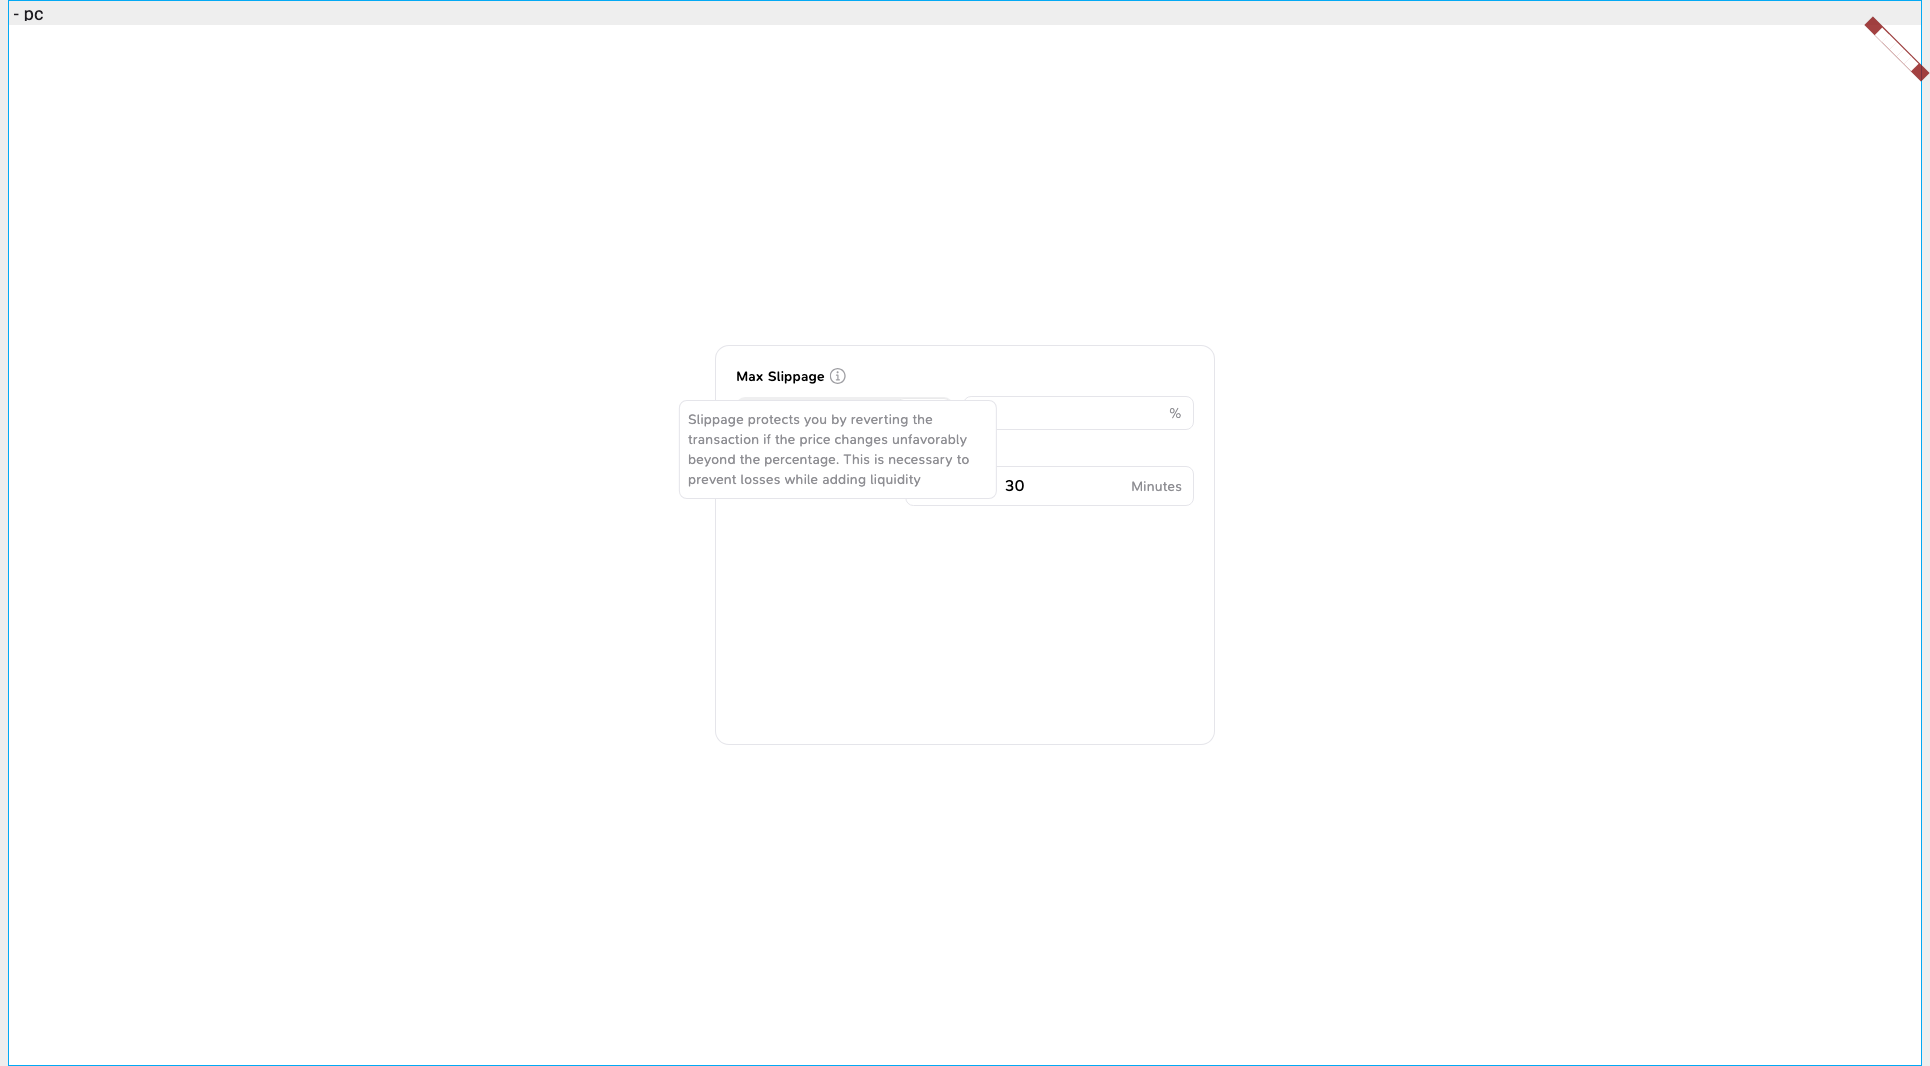 - pc
Max Slippage
%
Slippage protects you by reverting the
transaction if the price changes unfavorably
beyond the percentage. This is necessary to
prevent losses while adding liquidity
30 Minutes